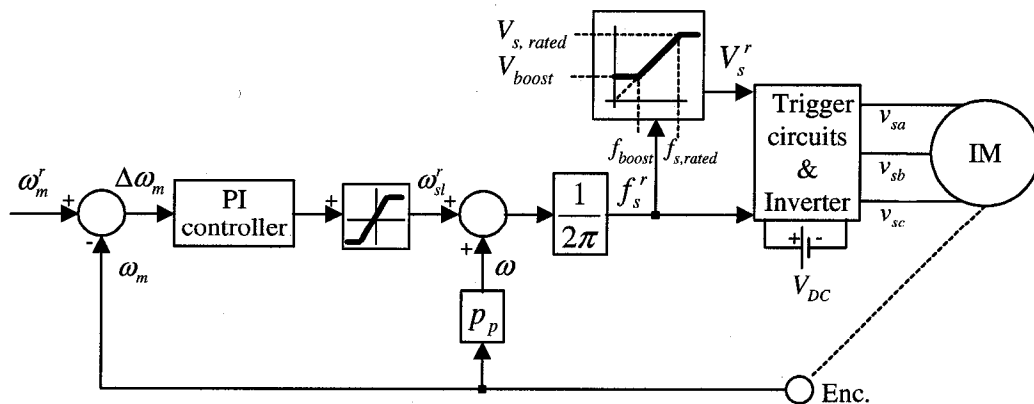 V_{s, rated}
V_{boost}
V_s^r
f_{boost}
f_{s,rated}
Trigger
circuits
&
Inverter
v_{sa}
v_{sb}
v_{sc}
IM
ω_m^r
+
-
Δω_m
ω_m
PI
controller
+
ω_{sl}^r
+
+
ω
p_p
1
2π
f_s^r
+ -
V_{DC}
Enc.